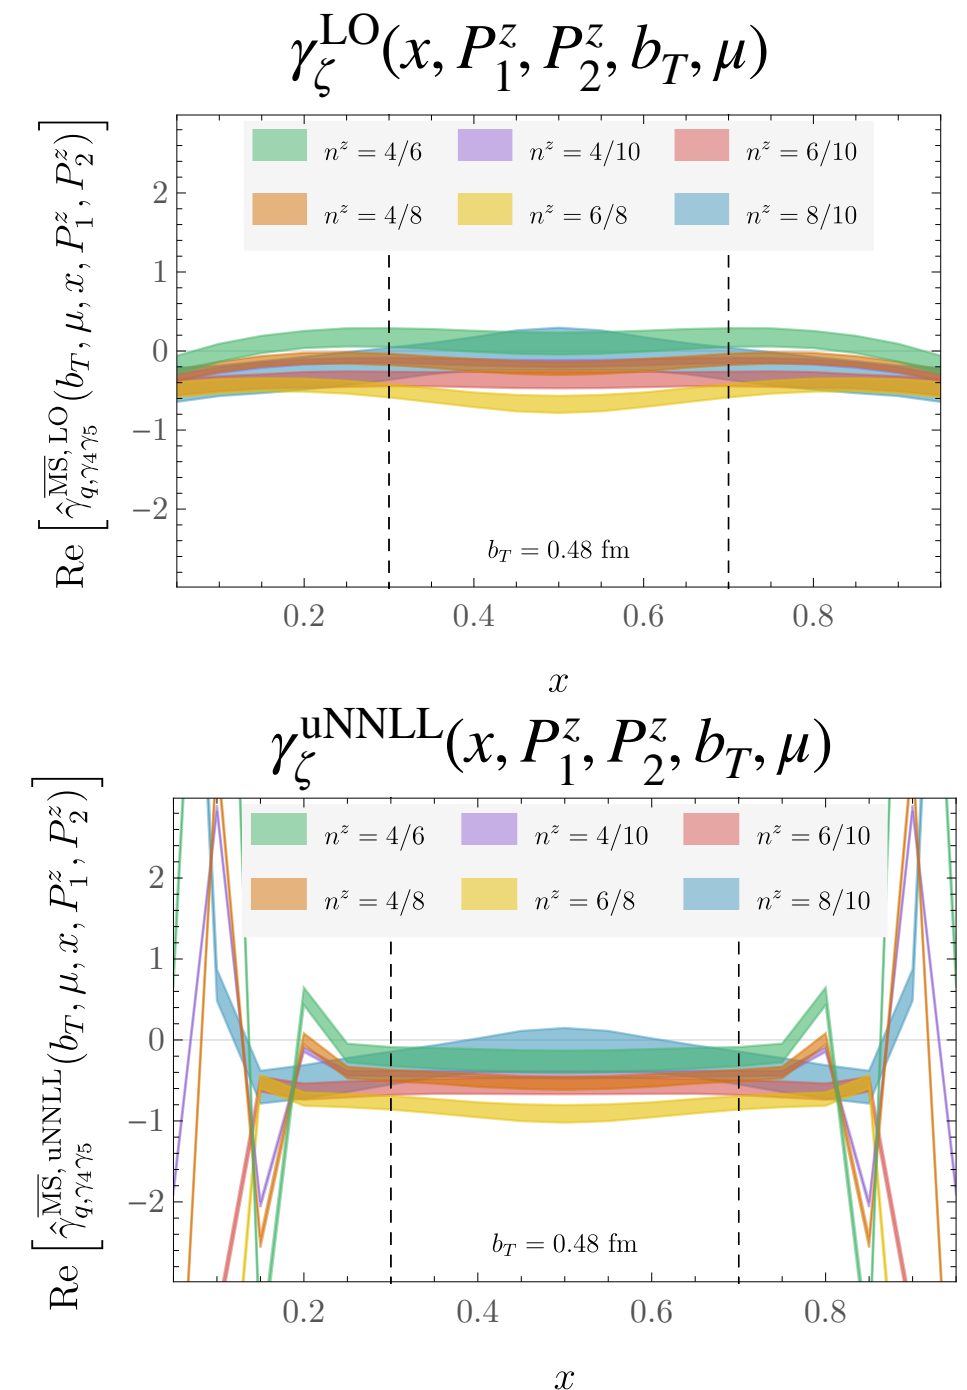 γ_ζ^LO(x, P_1^z, P_2^z, b_T, μ)
Re [γ̂_{q,γ4γ5}^{M̅S̅, LO}(b_T, μ, x, P_1^z, P_2^z)]
n^z = 4/6
n^z = 4/10
n^z = 6/10
n^z = 4/8
n^z = 6/8
n^z = 8/10
2
1
0
−1
−2
b_T = 0.48 fm
0.2 0.4 0.6 0.8
x
γ_ζ^uNNLL(x, P_1^z, P_2^z, b_T, μ)
Re [γ̂_{q,γ4γ5}^{M̅S̅, uNNLL}(b_T, μ, x, P_1^z, P_2^z)]
n^z = 4/6
n^z = 4/10
n^z = 6/10
n^z = 4/8
n^z = 6/8
n^z = 8/10
2
1
0
−1
−2
b_T = 0.48 fm
0.2 0.4 0.6 0.8
x